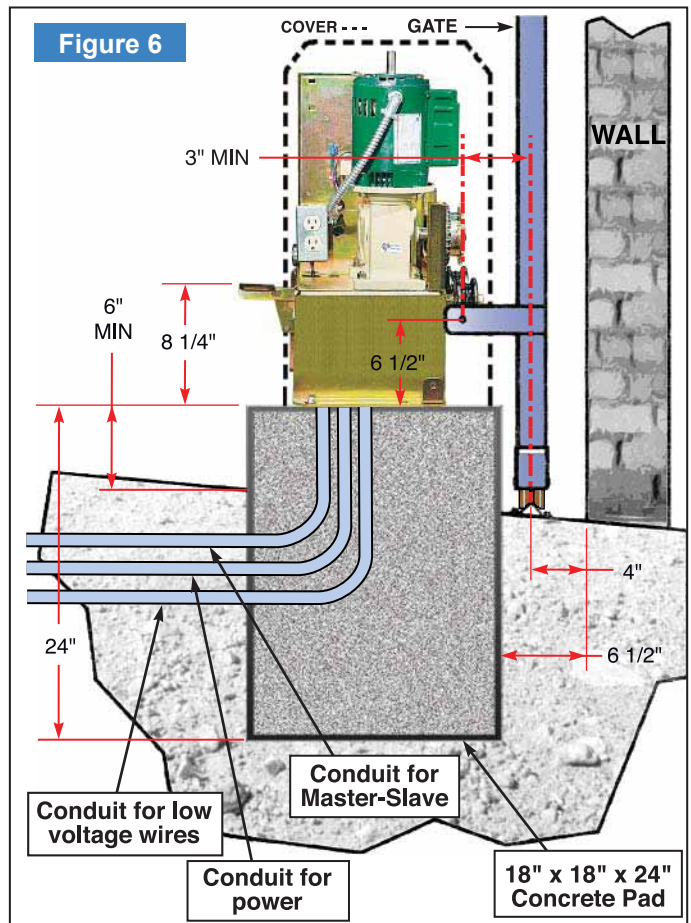 Figure 6
COVER ---
GATE
WALL
3" MIN
6"
MIN
8 1/4"
6 1/2"
24"
4"
6 1/2"
Conduit for
Master-Slave
Conduit for low
voltage wires
Conduit for
power
18" x 18" x 24"
Concrete Pad